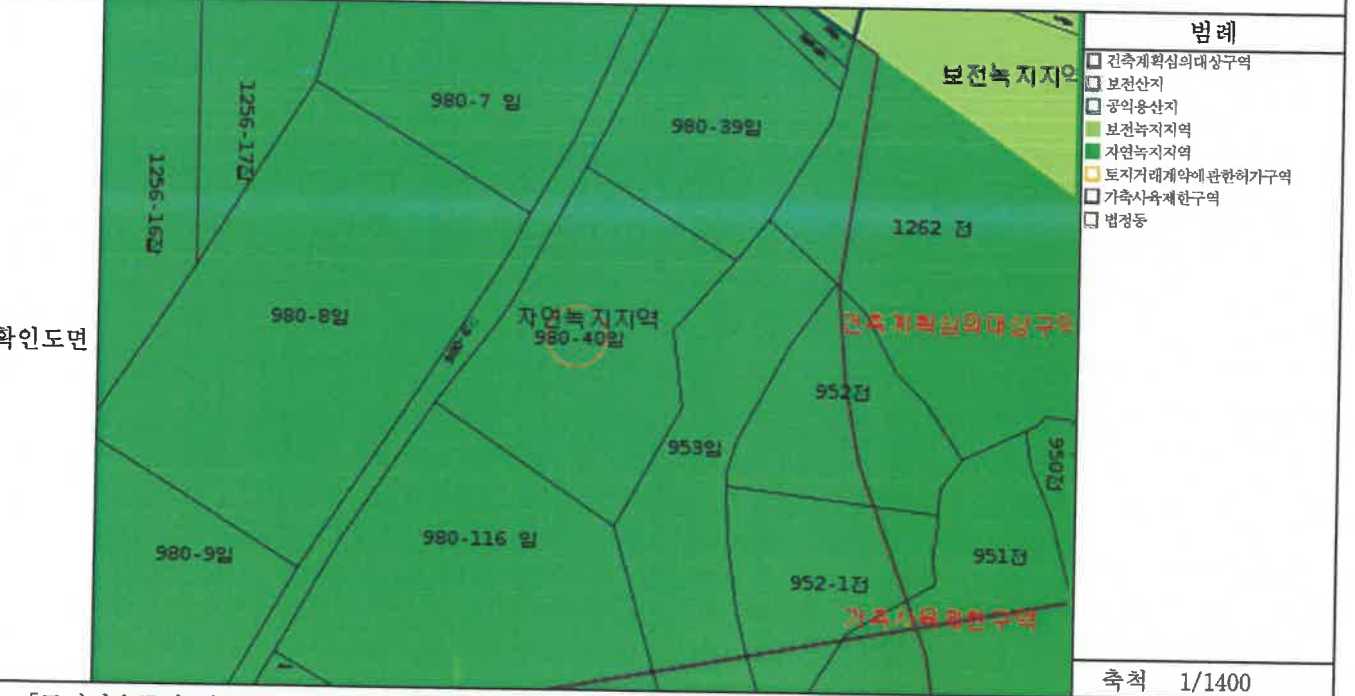 확인도면
980-7 임
980-39임
보전녹지지역
1256-17전
1256-16전
1262 전
980-8임
자연녹지지역
980-40임
건축계획심의대상구역
952전
953임
950전
980-9임
980-116 임
952-1전
951전
가축사육제한구역
범례
건축계획심의대상구역
보전산지
공익용산지
보전녹지지역
자연녹지지역
토지거래계약에관한허가구역
가축사육제한구역
법정동
축척 1/1400